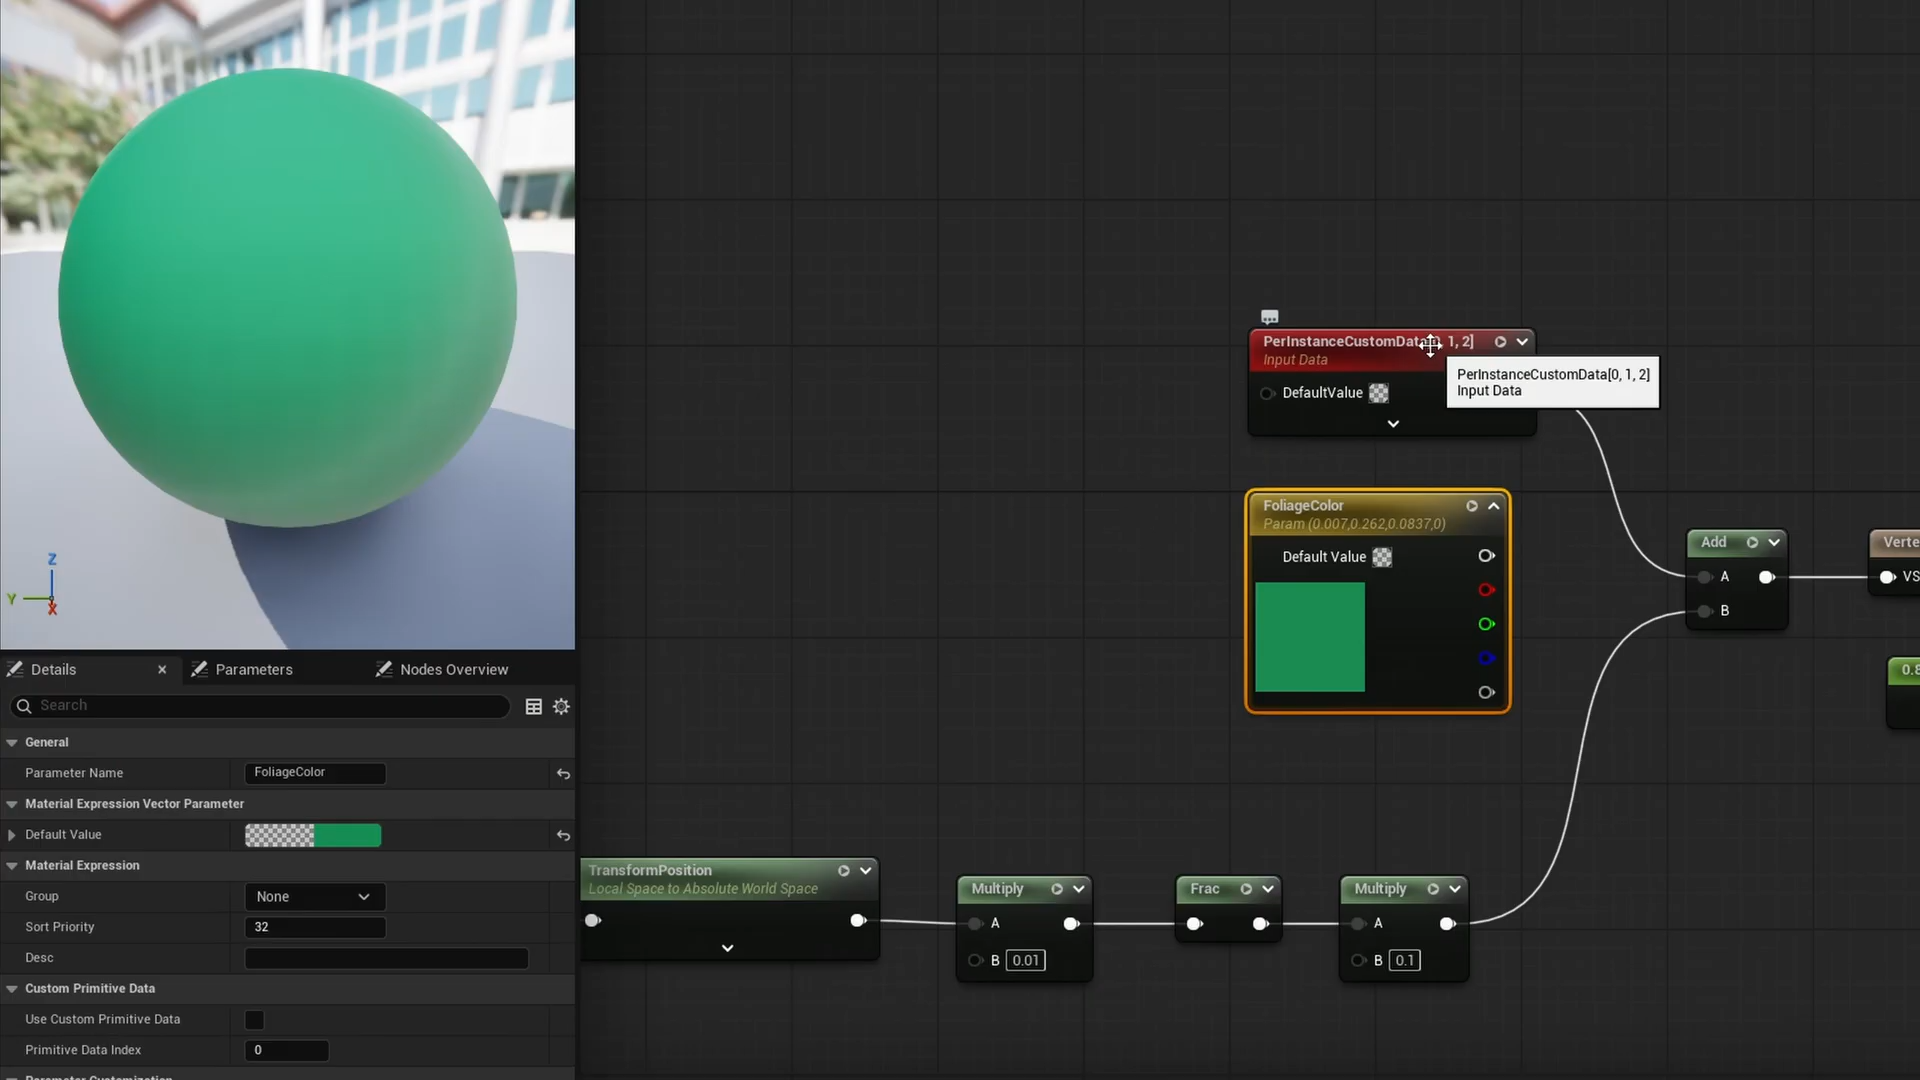 PerInstanceCustomData[0, 1, 2]
Input Data
DefaultValue
PerInstanceCustomData[0, 1, 2]
Input Data
FoliageColor
Param (0.007,0.262,0.0837,0)
Default Value
Add
A
B
Verte
VS
0.8
Z
Y
X
Details
Parameters
Nodes Overview
Search
General
Parameter Name
FoliageColor
Material Expression Vector Parameter
Default Value
Material Expression
Group
None
Sort Priority
32
Desc
Custom Primitive Data
Use Custom Primitive Data
Primitive Data Index
0
TransformPosition
Local Space to Absolute World Space
Multiply
A
B 0.01
Frac
Multiply
A
B 0.1